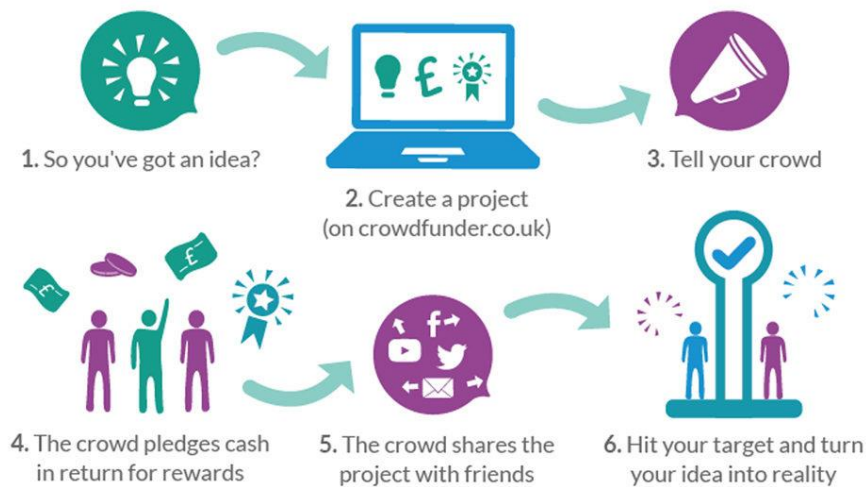 £
1. So you've got an idea?
2. Create a project
(on crowdfunder.co.uk)
3. Tell your crowd
£
£
4. The crowd pledges cash
in return for rewards
5. The crowd shares the
project with friends
6. Hit your target and turn
your idea into reality